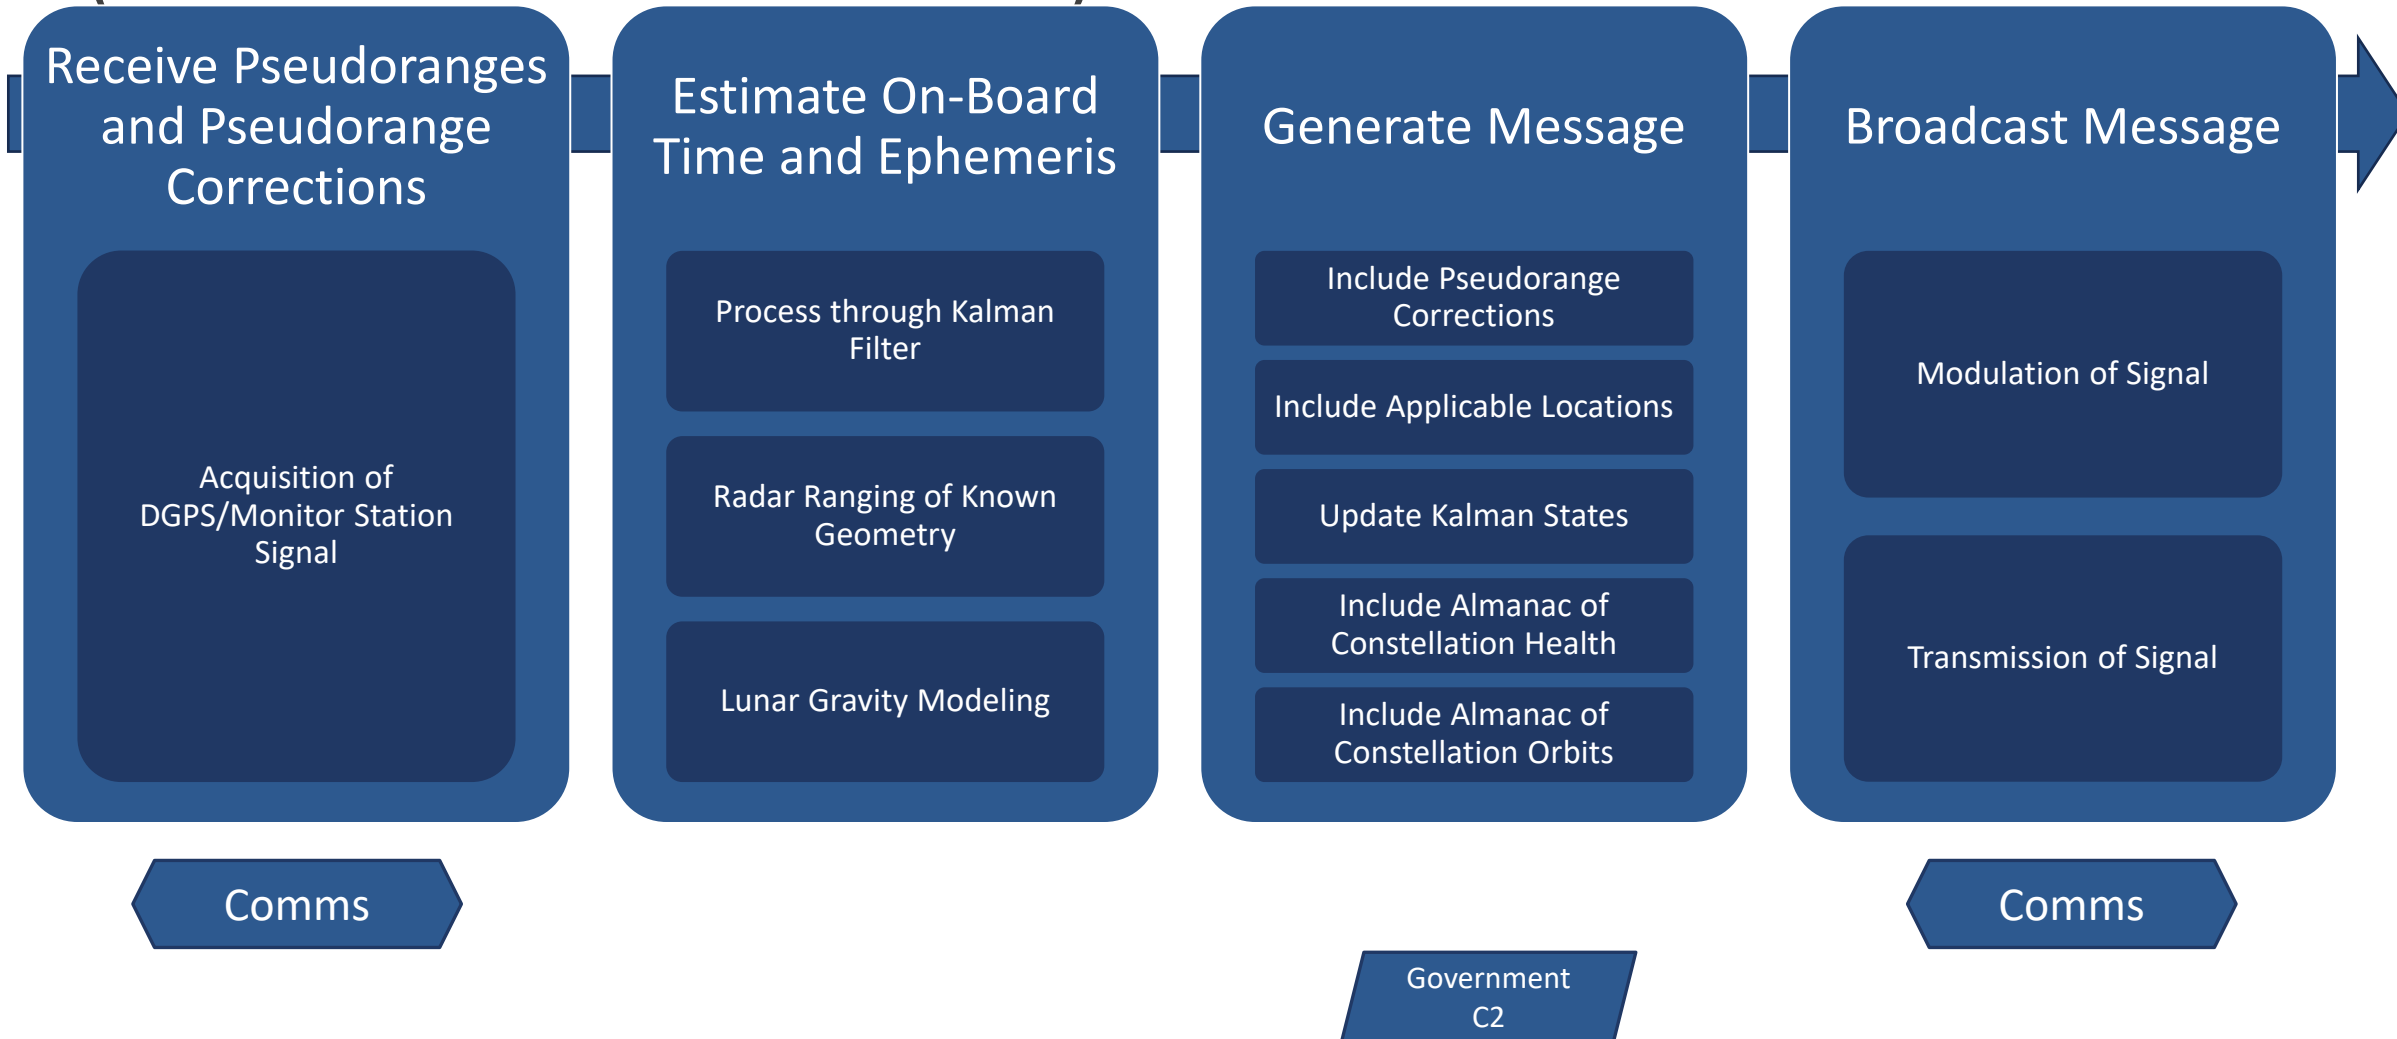 Receive Pseudoranges
and Pseudorange
Corrections
Acquisition of
DGPS/Monitor Station
Signal
Estimate On-Board
Time and Ephemeris
Process through Kalman
Filter
Radar Ranging of Known
Geometry
Lunar Gravity Modeling
Generate Message
Include Pseudorange
Corrections
Include Applicable Locations
Update Kalman States
Include Almanac of
Constellation Health
Include Almanac of
Constellation Orbits
Broadcast Message
Modulation of Signal
Transmission of Signal
Comms
Comms
Government
C2